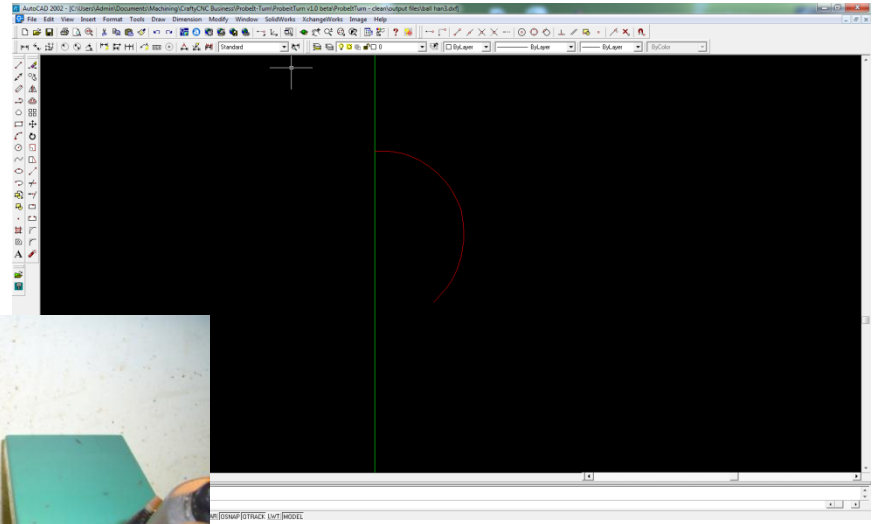 AutoCAD 2002 - [C:\Users\Admin\Documents\Machining\CraftyCNC Business\ProbeIt-Turn\ProbeitTurn v1.0 beta\ProbeItTurn - clean\output files\ball han3.dxf]
File Edit View Insert Format Tools Draw Dimension Modify Window SolidWorks XchangeWorks Image Help
Standard 0 ByLayer ByLayer ByLayer ByColo
OSNAP OTRACK LWT MODEL